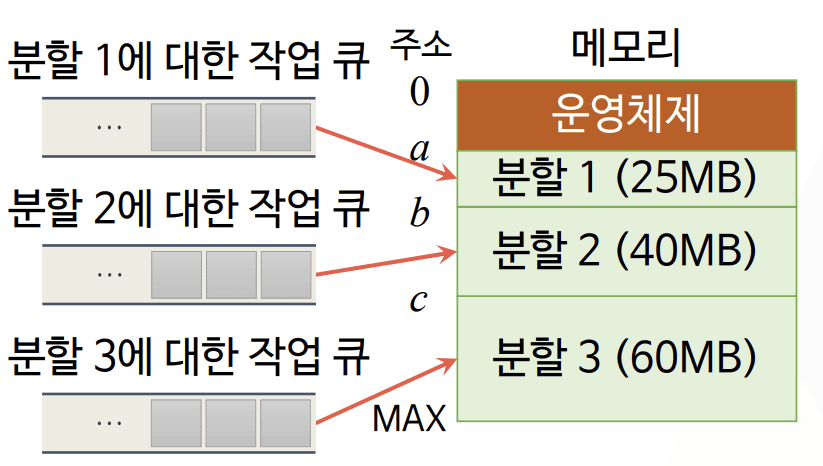 분할 1에 대한 작업 큐
…
분할 2에 대한 작업 큐
…
분할 3에 대한 작업 큐
…
주소
0
a
b
c
MAX
메모리
운영체제
분할 1 (25MB)
분할 2 (40MB)
분할 3 (60MB)